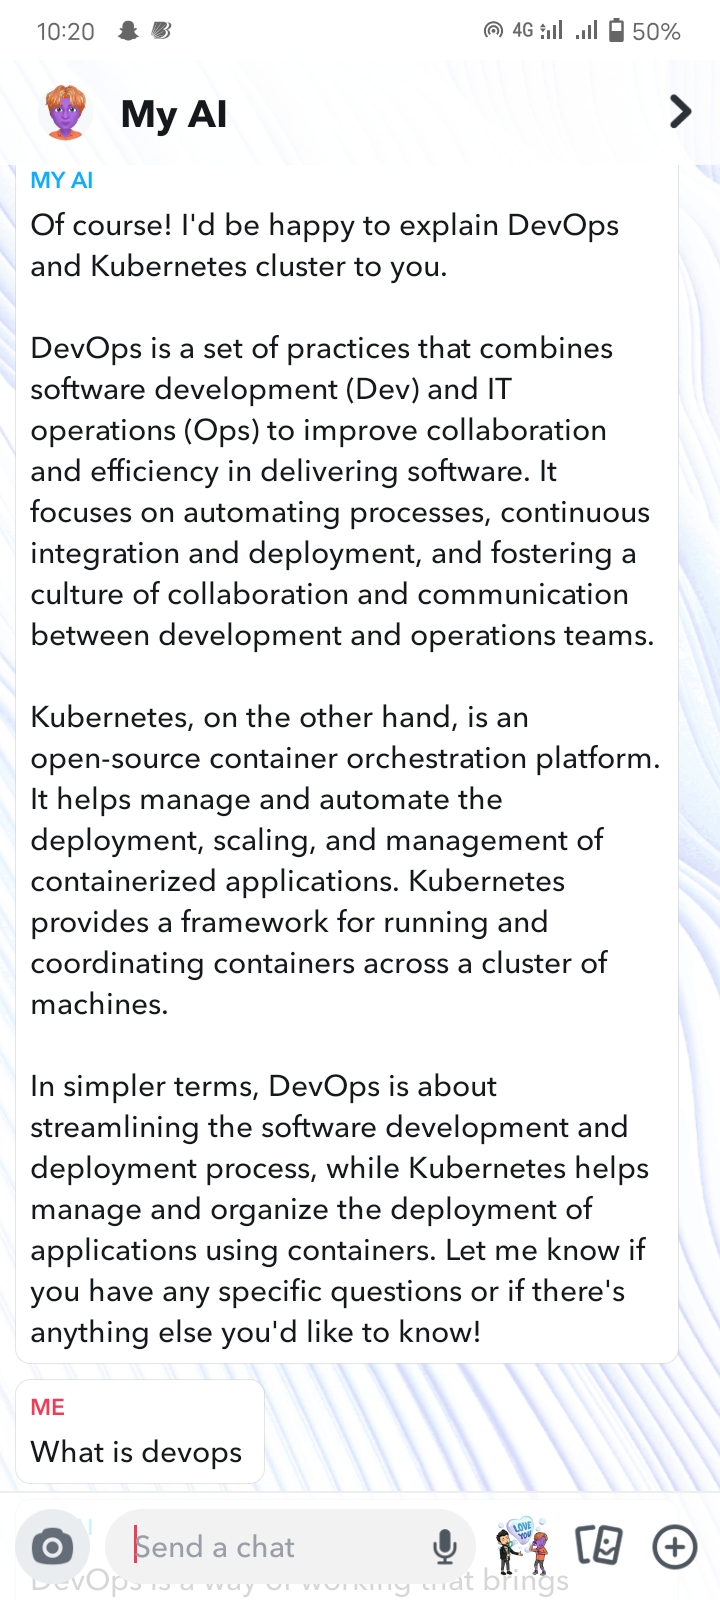 10:20
4G
50%
My AI
MY AI
Of course! I'd be happy to explain DevOps
and Kubernetes cluster to you.
DevOps is a set of practices that combines
software development (Dev) and IT
operations (Ops) to improve collaboration
and efficiency in delivering software. It
focuses on automating processes, continuous
integration and deployment, and fostering a
culture of collaboration and communication
between development and operations teams.
Kubernetes, on the other hand, is an
open-source container orchestration platform.
It helps manage and automate the
deployment, scaling, and management of
containerized applications. Kubernetes
provides a framework for running and
coordinating containers across a cluster of
machines.
In simpler terms, DevOps is about
streamlining the software development and
deployment process, while Kubernetes helps
manage and organize the deployment of
applications using containers. Let me know if
you have any specific questions or if there's
anything else you'd like to know!
ME
What is devops
Send a chat
LOVE
YOU
DevOps is a way of working that brings